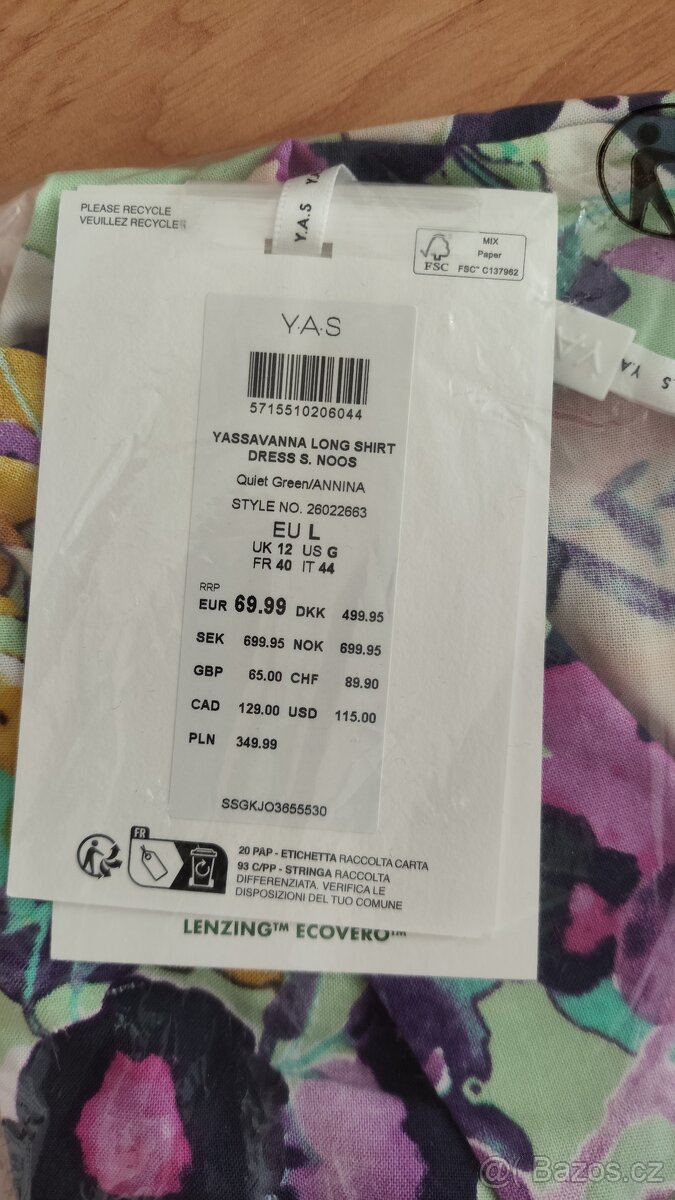 PLEASE RECYCLE
VEUILLEZ RECYCLER
Y.A.S Y.
FSC
MIX
Paper
FSC™ C137962
Y·A·S
5715510206044
YASSAVANNA LONG SHIRT
DRESS S. NOOS
Quiet Green/ANNINA
STYLE NO. 26022663
EU L
UK 12 US G
FR 40 IT 44
RRP
EUR 69.99 DKK 499.95
SEK 699.95 NOK 699.95
GBP 65.00 CHF 89.90
CAD 129.00 USD 115.00
PLN 349.99
SSGKJO3655530
FR
20 PAP - ETICHETTA RACCOLTA CARTA
93 C/PP - STRINGA RACCOLTA
DIFFERENZIATA. VERIFICA LE
DISPOSIZIONI DEL TUO COMUNE
LENZING™ ECOVERO™
Y.A
.S YA
Bazos.cz